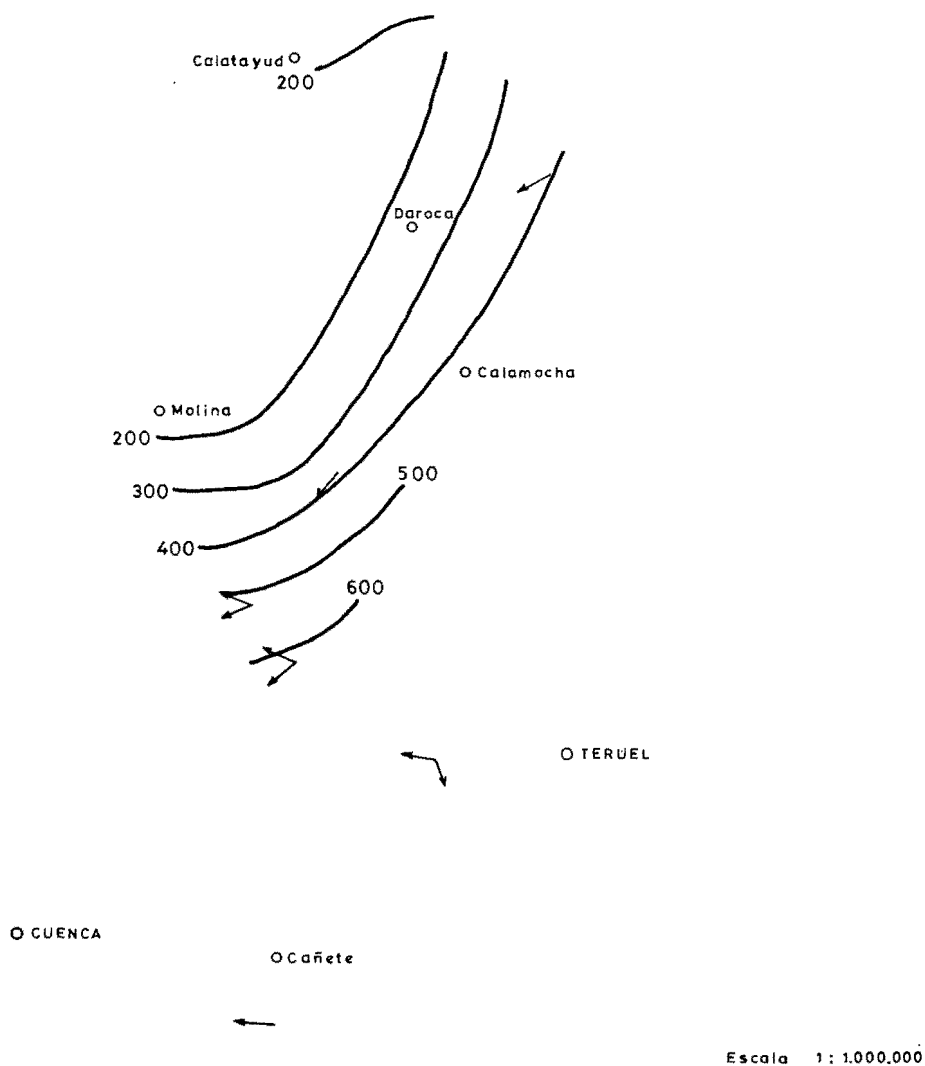 Calatayud
200
Daroca
Calamocha
Molina
200
500
300
400
600
TERUEL
CUENCA
Cañete
Escala 1:1.000.000